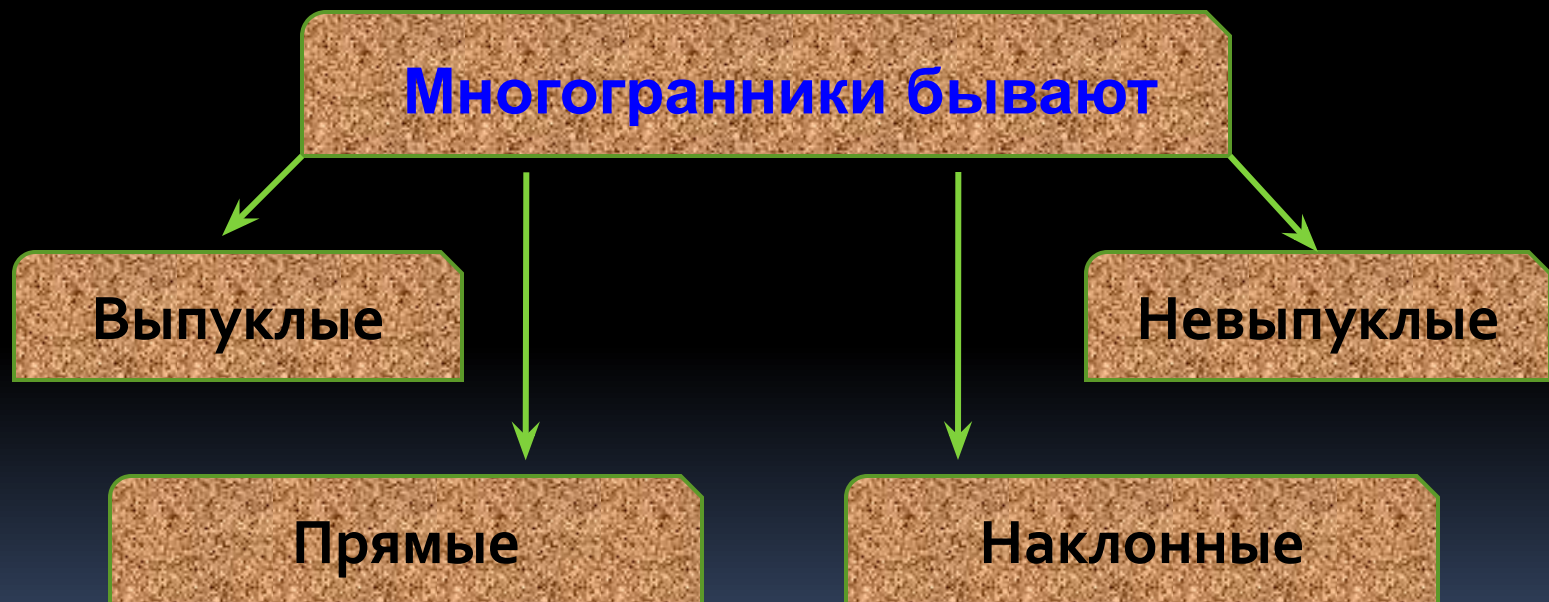 Многогранники бывают
Выпуклые
Невыпуклые
Прямые
Наклонные